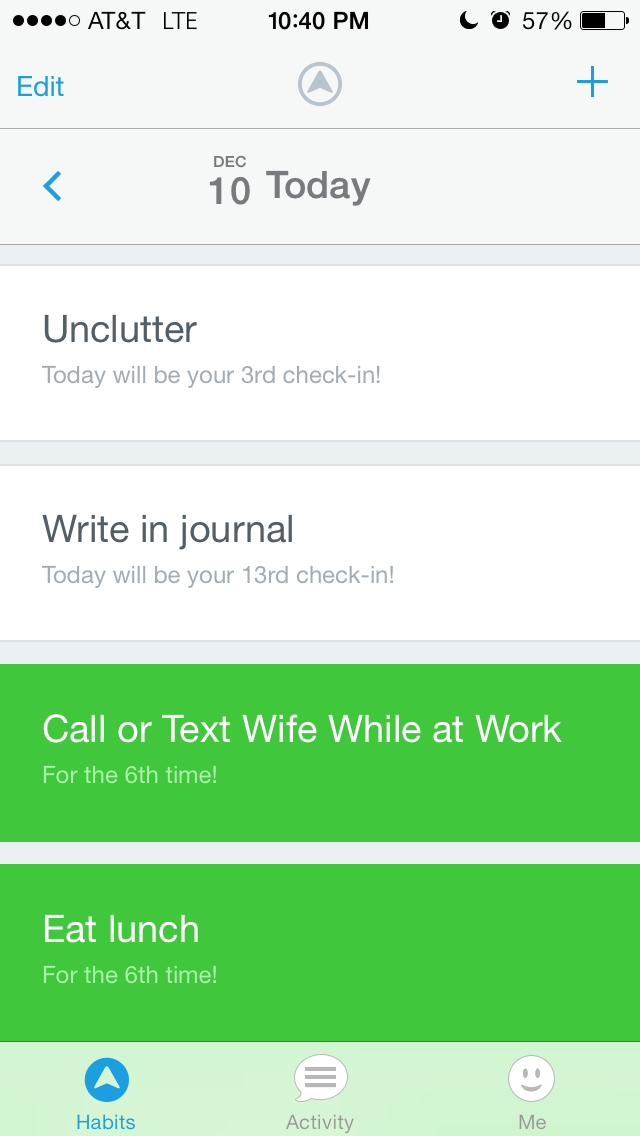 AT&T LTE 10:40 PM 57%
Edit
DEC
10 Today
Unclutter
Today will be your 3rd check-in!
Write in journal
Today will be your 13rd check-in!
Call or Text Wife While at Work
For the 6th time!
Eat lunch
For the 6th time!
Habits Activity Me